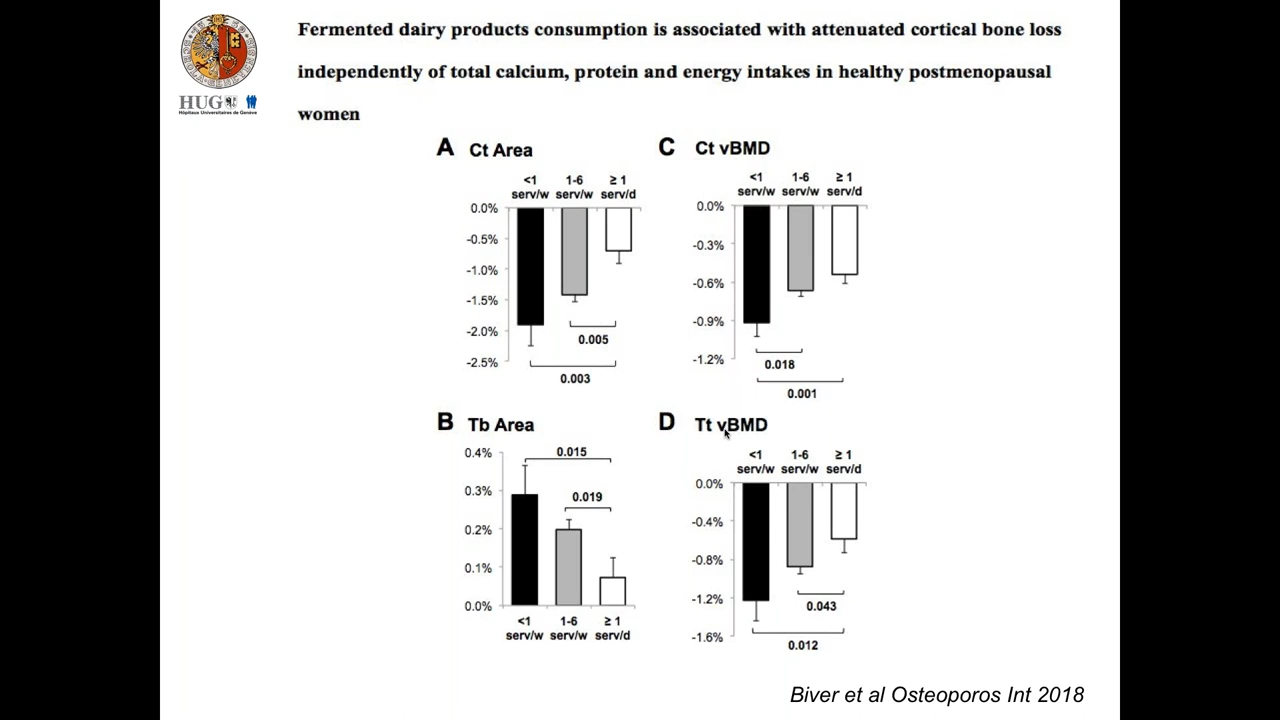 Fermented dairy products consumption is associated with attenuated cortical bone loss
independently of total calcium, protein and energy intakes in healthy postmenopausal
women
HUG
Hôpitaux Universitaires de Genève
A Ct Area
<1 1-6 ≥ 1
serv/w serv/w serv/d
0.0%
-0.5%
-1.0%
-1.5%
-2.0%
-2.5%
0.005
0.003
C Ct vBMD
<1 1-6 ≥ 1
serv/w serv/w serv/d
0.0%
-0.3%
-0.6%
-0.9%
-1.2%
0.018
0.001
B Tb Area
0.4%
0.3%
0.2%
0.1%
0.0%
0.015
0.019
<1 1-6 ≥ 1
serv/w serv/w serv/d
D Tt vBMD
<1 1-6 ≥ 1
serv/w serv/w serv/d
0.0%
-0.4%
-0.8%
-1.2%
-1.6%
0.043
0.012
Biver et al Osteoporos Int 2018